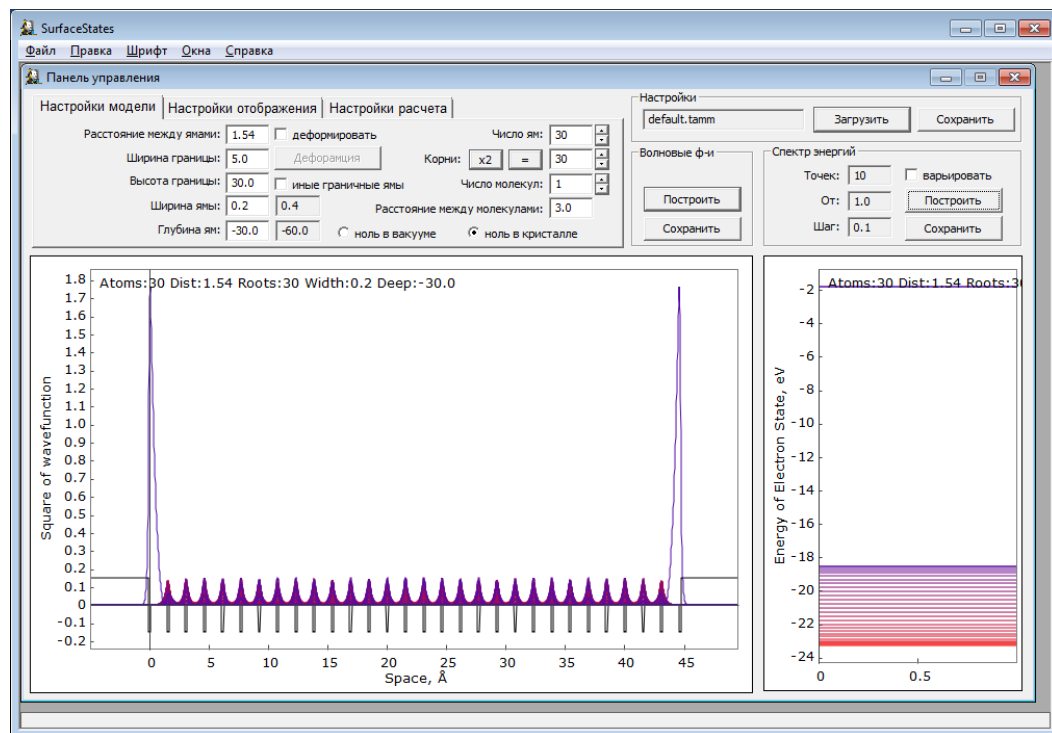 SurfaceStates
Файл Правка Шрифт Окна Справка
Панель управления
Настройки модели Настройки отображения Настройки расчета
Расстояние между ямами: 1.54 деформировать Число ям: 30
Ширина границы: 5.0 Деформация Корни: x2 = 30
Высота границы: 30.0 иные граничные ямы Число молекул: 1
Ширина ямы: 0.2 0.4 Расстояние между молекулами: 3.0
Глубина ям: -30.0 -60.0 ноль в вакууме ноль в кристалле
Настройки
default.tamm Загрузить Сохранить
Волновые ф-и
Построить
Сохранить
Спектр энергий
Точек: 10 варьировать
От: 1.0 Построить
Шаг: 0.1 Сохранить
Atoms:30 Dist:1.54 Roots:30 Width:0.2 Deep:-30.0
Square of wavefunction
1.8
1.7
1.6
1.5
1.4
1.3
1.2
1.1
1.0
0.9
0.8
0.7
0.6
0.5
0.4
0.3
0.2
0.1
0
-0.1
-0.2
0 5 10 15 20 25 30 35 40 45
Space, Å
Atoms:30 Dist:1.54 Roots:30
Energy of Electron State, eV
-2
-4
-6
-8
-10
-12
-14
-16
-18
-20
-22
-24
0 0.5